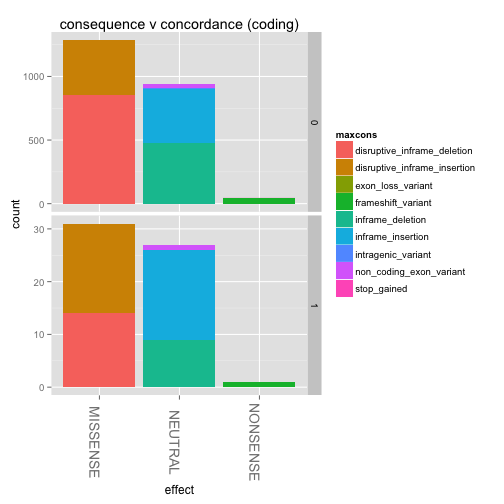 consequence v concordance (coding)
1000
500
0
0
30
20
10
0
1
count
MISSENSE
NEUTRAL
NONSENSE
effect
maxcons
disruptive_inframe_deletion
disruptive_inframe_insertion
exon_loss_variant
frameshift_variant
inframe_deletion
inframe_insertion
intragenic_variant
non_coding_exon_variant
stop_gained